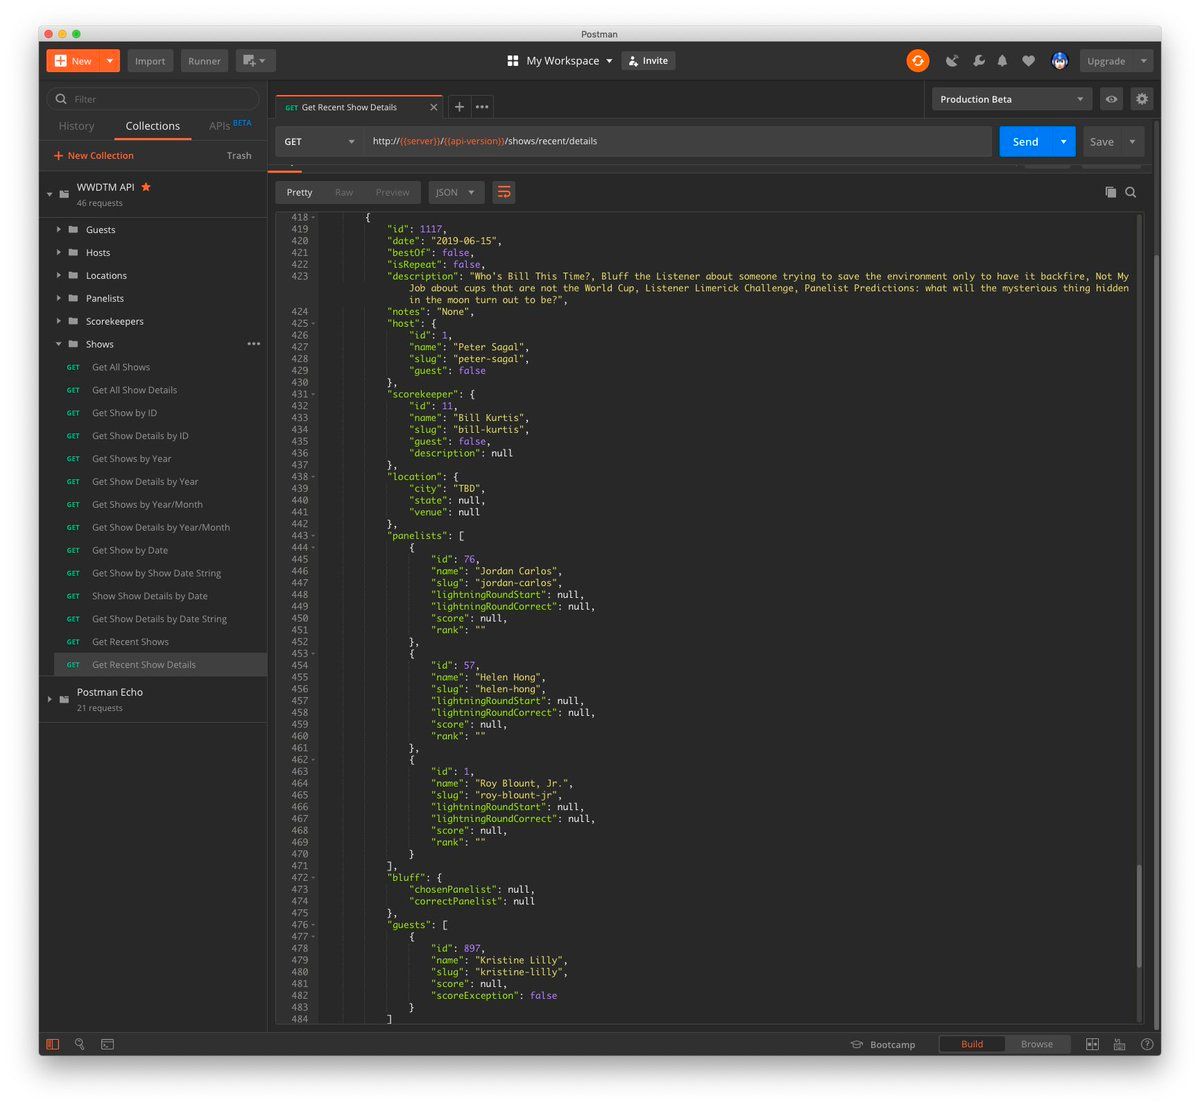 Postman
New
Import
Runner
My Workspace
Invite
Upgrade
Filter
History
Collections
APIs BETA
New Collection
Trash
WWDTM API
46 requests
Guests
Hosts
Locations
Panelists
Scorekeepers
Shows
GET Get All Shows
GET Get All Show Details
GET Get Show by ID
GET Get Show Details by ID
GET Get Shows by Year
GET Get Show Details by Year
GET Get Shows by Year/Month
GET Get Show Details by Year/Month
GET Get Show by Date
GET Get Show by Show Date String
GET Show Show Details by Date
GET Get Show Details by Date String
GET Get Recent Shows
GET Get Recent Show Details
Postman Echo
21 requests
GET Get Recent Show Details
Production Beta
GET
http://{{server}}/{{api-version}}/shows/recent/details
Send
Save
Pretty
Raw
Preview
JSON
418 {
419 "id": 1117,
420 "date": "2019-06-15",
421 "bestOf": false,
422 "isRepeat": false,
423 "description": "Who's Bill This Time?, Bluff the Listener about someone trying to save the environment only to have it backfire, Not My
Job about cups that are not the World Cup, Listener Limerick Challenge, Panelist Predictions: what will the mysterious thing hidden
in the moon turn out to be?",
424 "notes": "None",
425 "host": {
426 "id": 1,
427 "name": "Peter Sagal",
428 "slug": "peter-sagal",
429 "guest": false
430 },
431 "scorekeeper": {
432 "id": 11,
433 "name": "Bill Kurtis",
434 "slug": "bill-kurtis",
435 "guest": false,
436 "description": null
437 },
438 "location": {
439 "city": "TBD",
440 "state": null,
441 "venue": null
442 },
443 "panelists": [
444 {
445 "id": 76,
446 "name": "Jordan Carlos",
447 "slug": "jordan-carlos",
448 "lightningRoundStart": null,
449 "lightningRoundCorrect": null,
450 "score": null,
451 "rank": ""
452 },
453 {
454 "id": 57,
455 "name": "Helen Hong",
456 "slug": "helen-hong",
457 "lightningRoundStart": null,
458 "lightningRoundCorrect": null,
459 "score": null,
460 "rank": ""
461 },
462 {
463 "id": 1,
464 "name": "Roy Blount, Jr.",
465 "slug": "roy-blount-jr",
466 "lightningRoundStart": null,
467 "lightningRoundCorrect": null,
468 "score": null,
469 "rank": ""
470 }
471 ],
472 "bluff": {
473 "chosenPanelist": null,
474 "correctPanelist": null
475 },
476 "guests": [
477 {
478 "id": 897,
479 "name": "Kristine Lilly",
480 "slug": "kristine-lilly",
481 "score": null,
482 "scoreException": false
483 }
484 ]
Bootcamp
Build
Browse